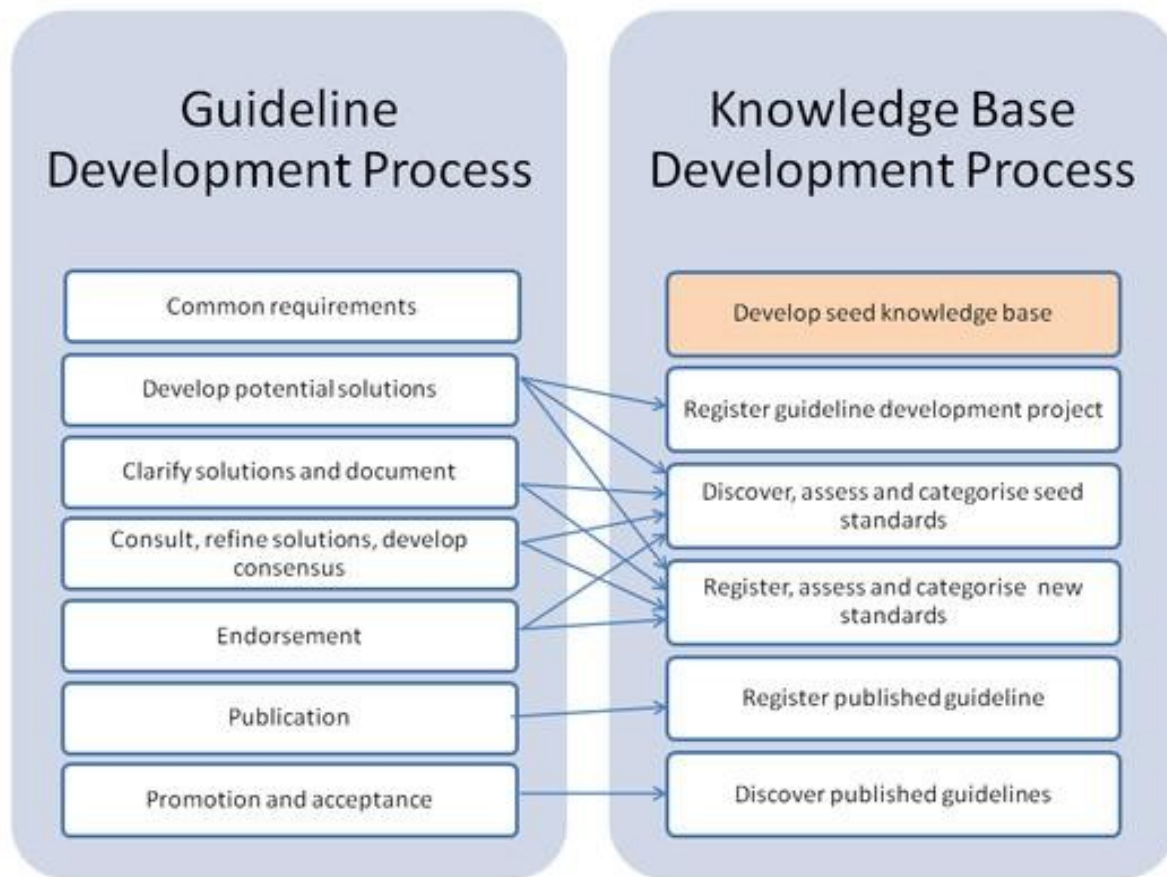 Guideline
Development Process
Common requirements
Develop potential solutions
Clarify solutions and document
Consult, refine solutions, develop
consensus
Endorsement
Publication
Promotion and acceptance
Knowledge Base
Development Process
Develop seed knowledge base
Register guideline development project
Discover, assess and categorise seed
standards
Register, assess and categorise new
standards
Register published guideline
Discover published guidelines